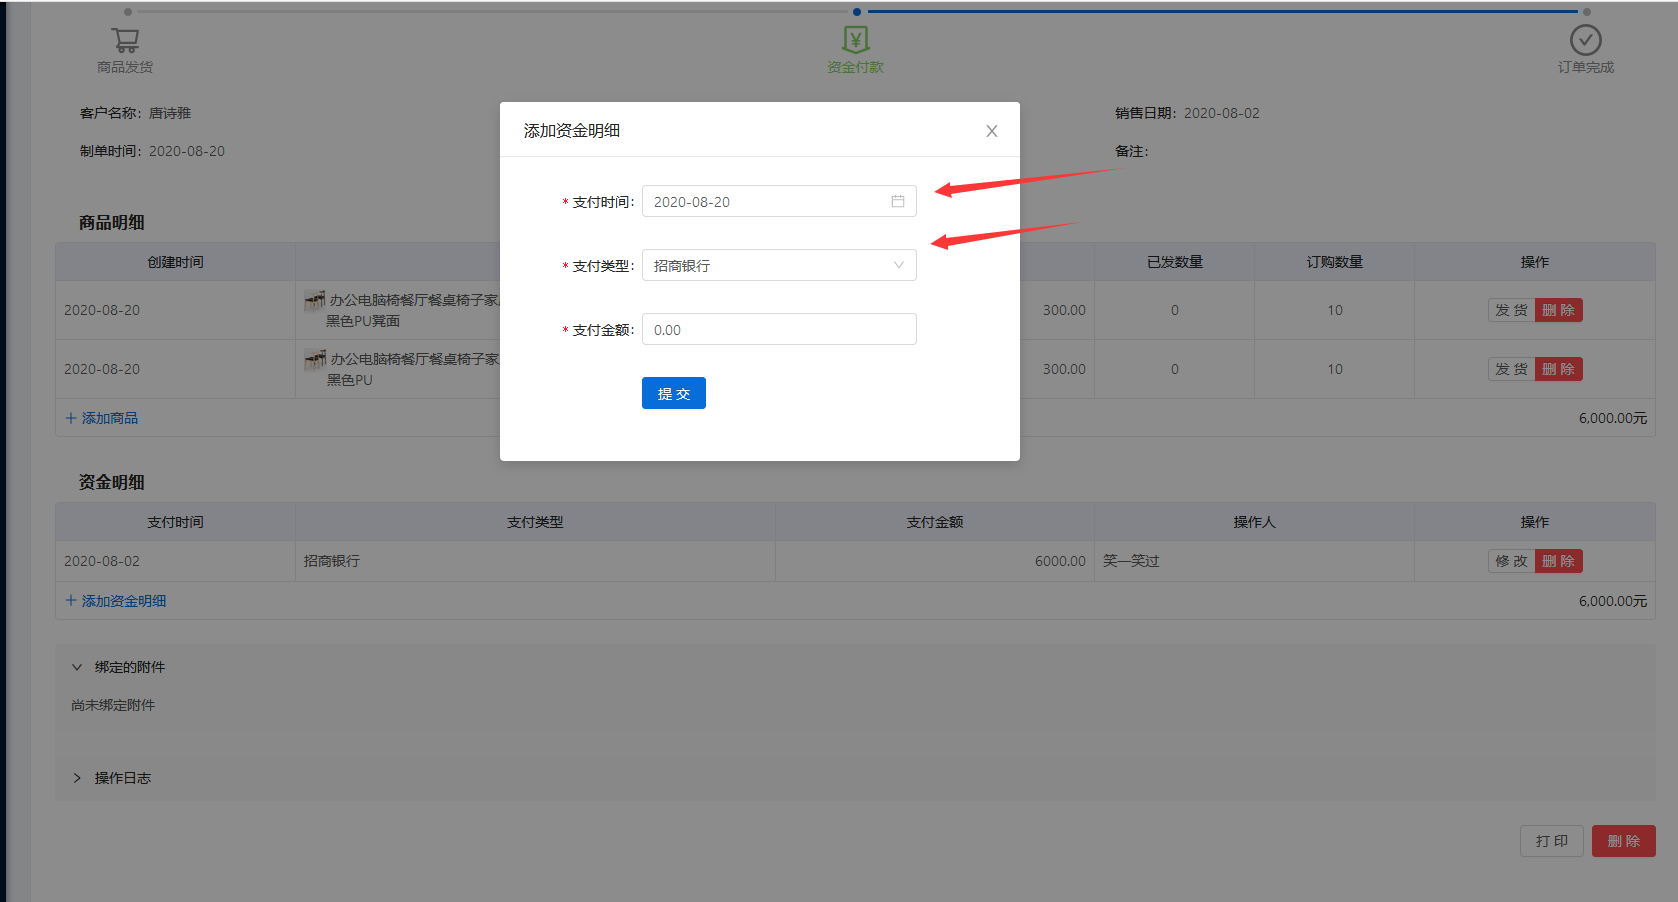 商品发货
资金付款
订单完成
客户名称：唐诗雅
销售日期：2020-08-02
制单时间：2020-08-20
备注：
添加资金明细
* 支付时间：2020-08-20
* 支付类型：招商银行
* 支付金额：0.00
提 交
商品明细
创建时间 已发数量 订购数量 操作
2020-08-20 办公电脑椅餐厅餐桌椅子家 300.00 0 10 发 货 删 除
黑色PU凳面
2020-08-20 办公电脑椅餐厅餐桌椅子家 300.00 0 10 发 货 删 除
黑色PU
+ 添加商品 6,000.00元
资金明细
支付时间 支付类型 支付金额 操作人 操作
2020-08-02 招商银行 6000.00 笑一笑过 修 改 删 除
+ 添加资金明细 6,000.00元
绑定的附件
尚未绑定附件
操作日志
打 印 删 除